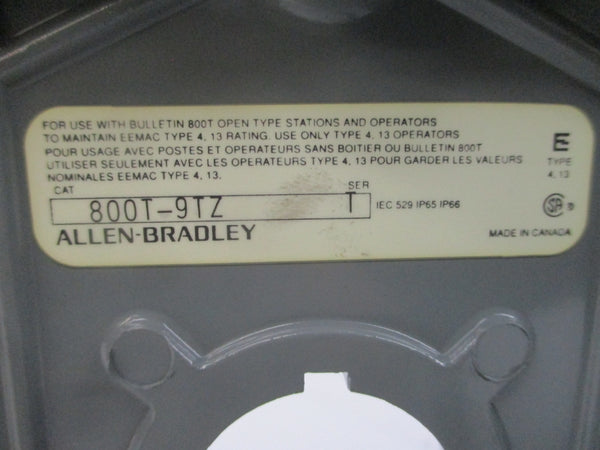 FOR USE WITH BULLETIN 800T OPEN TYPE STATIONS AND OPERATORS
TO MAINTAIN EEMAC TYPE 4, 13 RATING. USE ONLY TYPE 4, 13 OPERATORS
POUR USAGE AVEC POSTES ET OPERATEURS SANS BOITIER OU BULLETIN 800T
UTILISER SEULEMENT AVEC LES OPERATEURS TYPE 4, 13 POUR GARDER LES VALEURS
NOMINALES EEMAC TYPE 4, 13.
E
TYPE
4, 13
CAT SER
800T-9TZ T IEC 529 IP65 IP66
SA ®
ALLEN-BRADLEY MADE IN CANADA